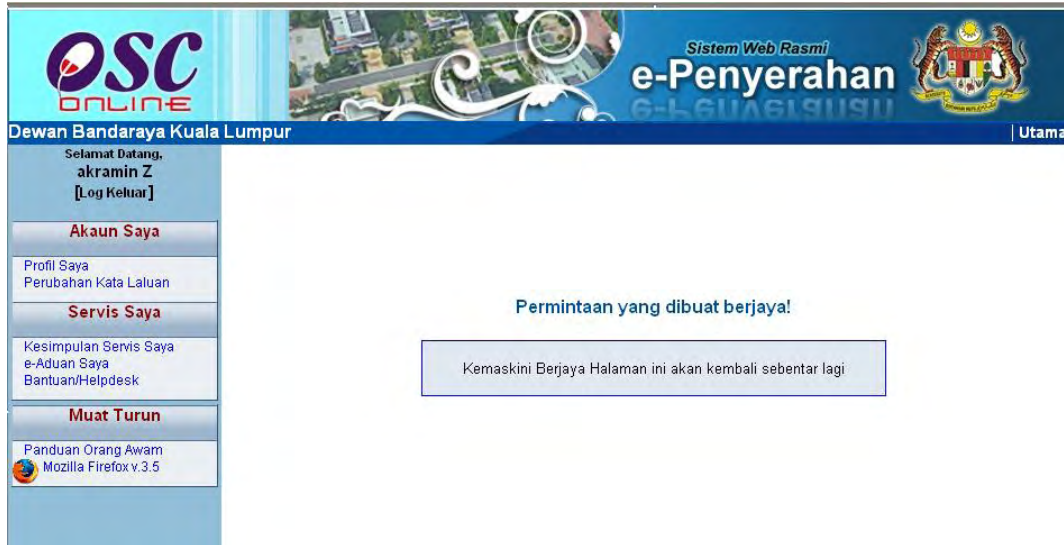 OSC
ONLINE
Sistem Web Rasmi
e-Penyerahan
Dewan Bandaraya Kuala Lumpur
| Utama
Selamat Datang,
akramin Z
[Log Keluar]
Akaun Saya
Profil Saya
Perubahan Kata Laluan
Servis Saya
Kesimpulan Servis Saya
e-Aduan Saya
Bantuan/Helpdesk
Muat Turun
Panduan Orang Awam
Mozilla Firefox v.3.5
Permintaan yang dibuat berjaya!
Kemaskini Berjaya Halaman ini akan kembali sebentar lagi